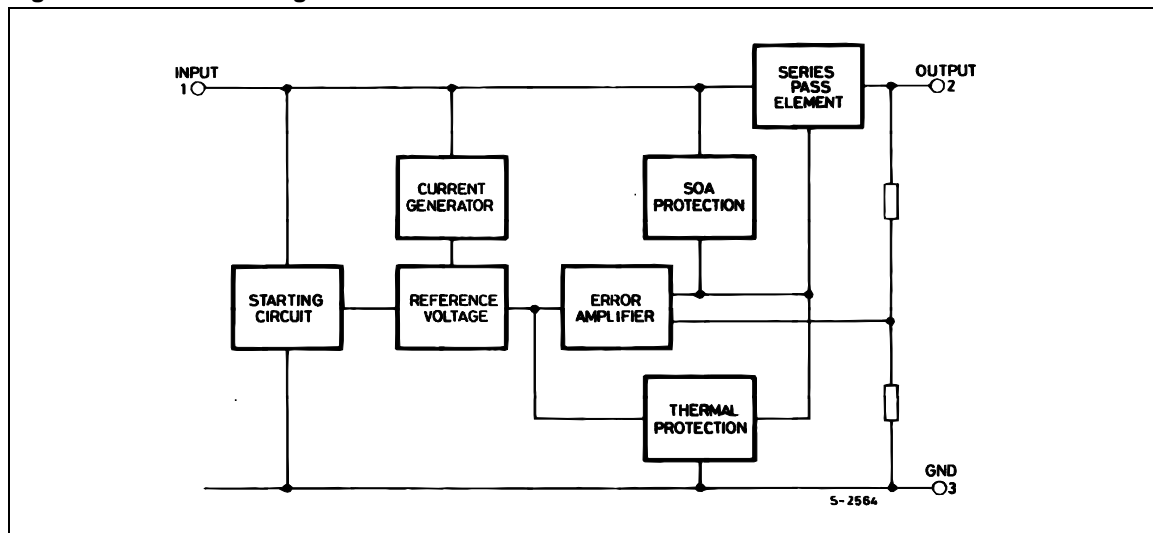 INPUT
1
SERIES
PASS
ELEMENT
OUTPUT
2
CURRENT
GENERATOR
SOA
PROTECTION
STARTING
CIRCUIT
REFERENCE
VOLTAGE
ERROR
AMPLIFIER
THERMAL
PROTECTION
GND
3
S-2564